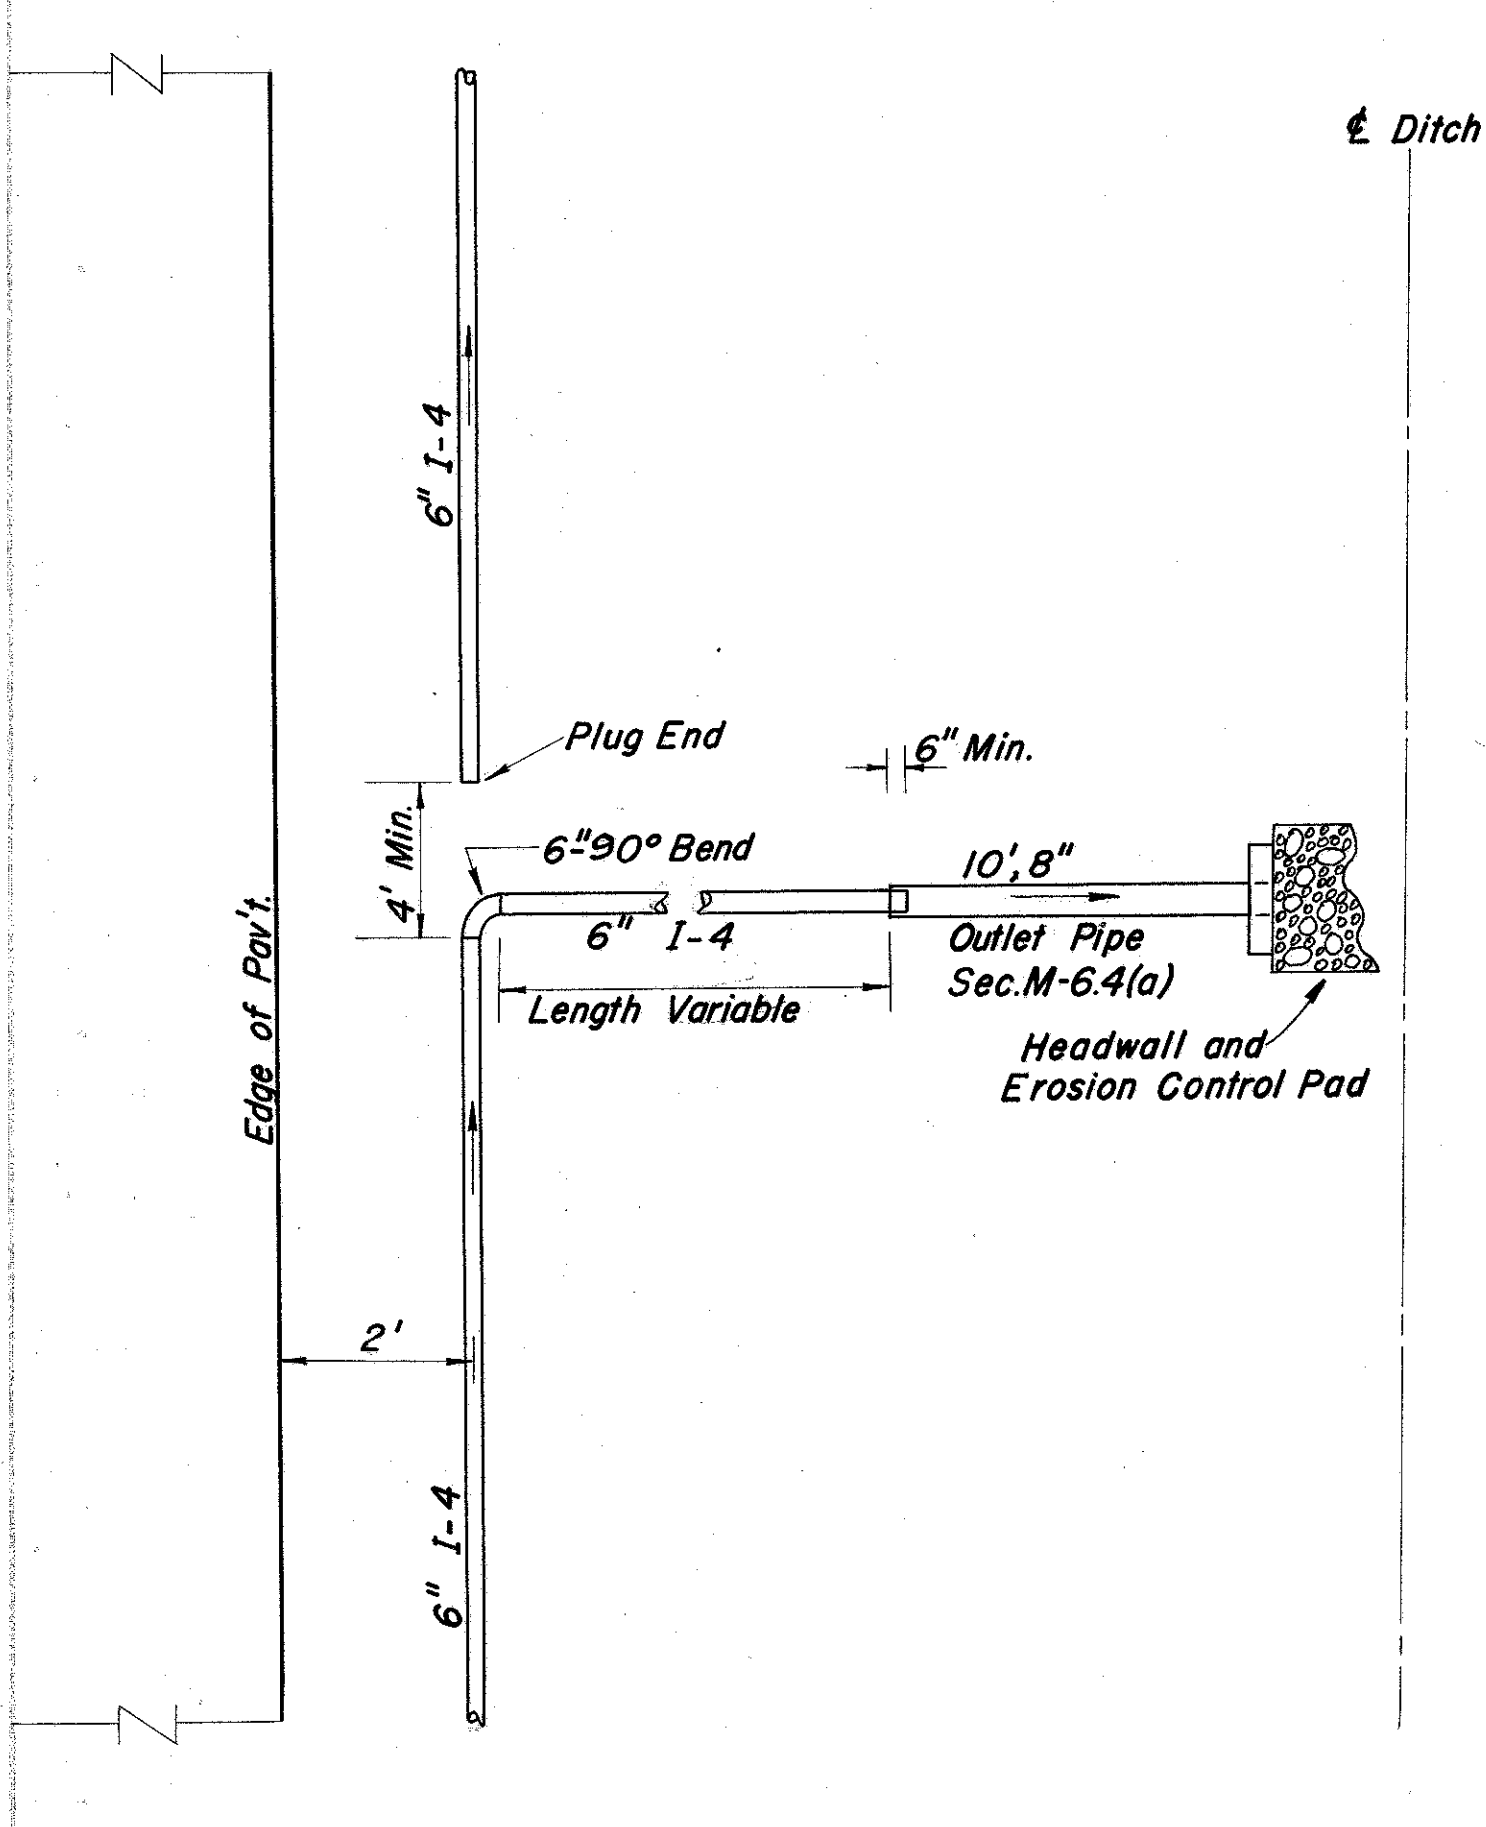 ℄ Ditch
6" I-4
Plug End
6" Min.
4' Min.
6"-90° Bend
10', 8"
6" I-4
Outlet Pipe
Sec. M-6.4(a)
Length Variable
Headwall and
Erosion Control Pad
Edge of Pav't.
2'
6" I-4